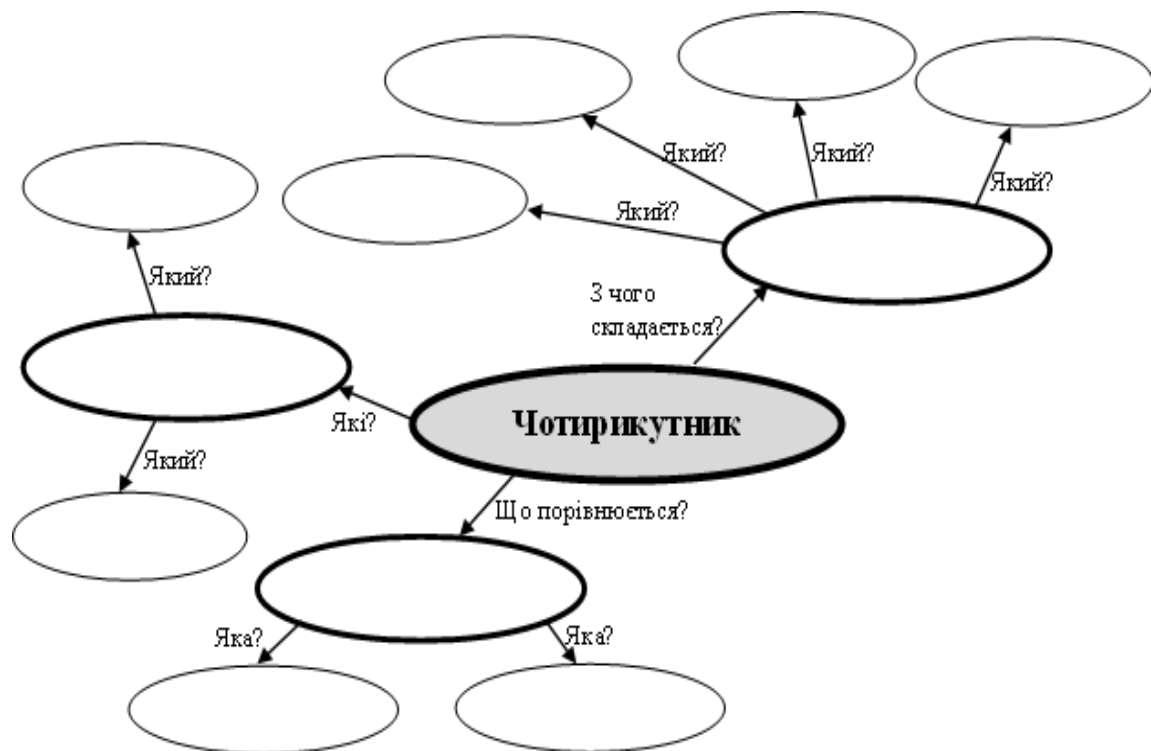 Який?
Який?
Який?
Який?
Який?
З чого
складається?
Які?
Чотирикутник
Який?
Що порівнюється?
Яка?
Яка?